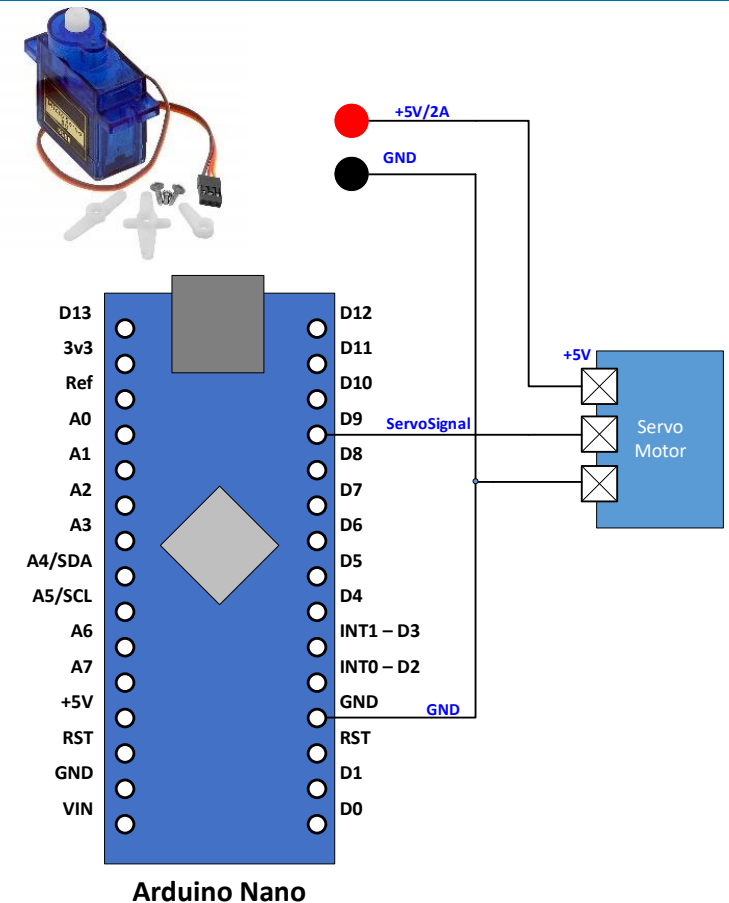 +5V/2A
GND
D13
3v3
Ref
A0
A1
A2
A3
A4/SDA
A5/SCL
A6
A7
+5V
RST
GND
VIN
D12
D11
D10
D9
D8
D7
D6
D5
D4
INT1 – D3
INT0 – D2
GND
RST
D1
D0
ServoSignal
GND
+5V
Servo
Motor
Arduino Nano